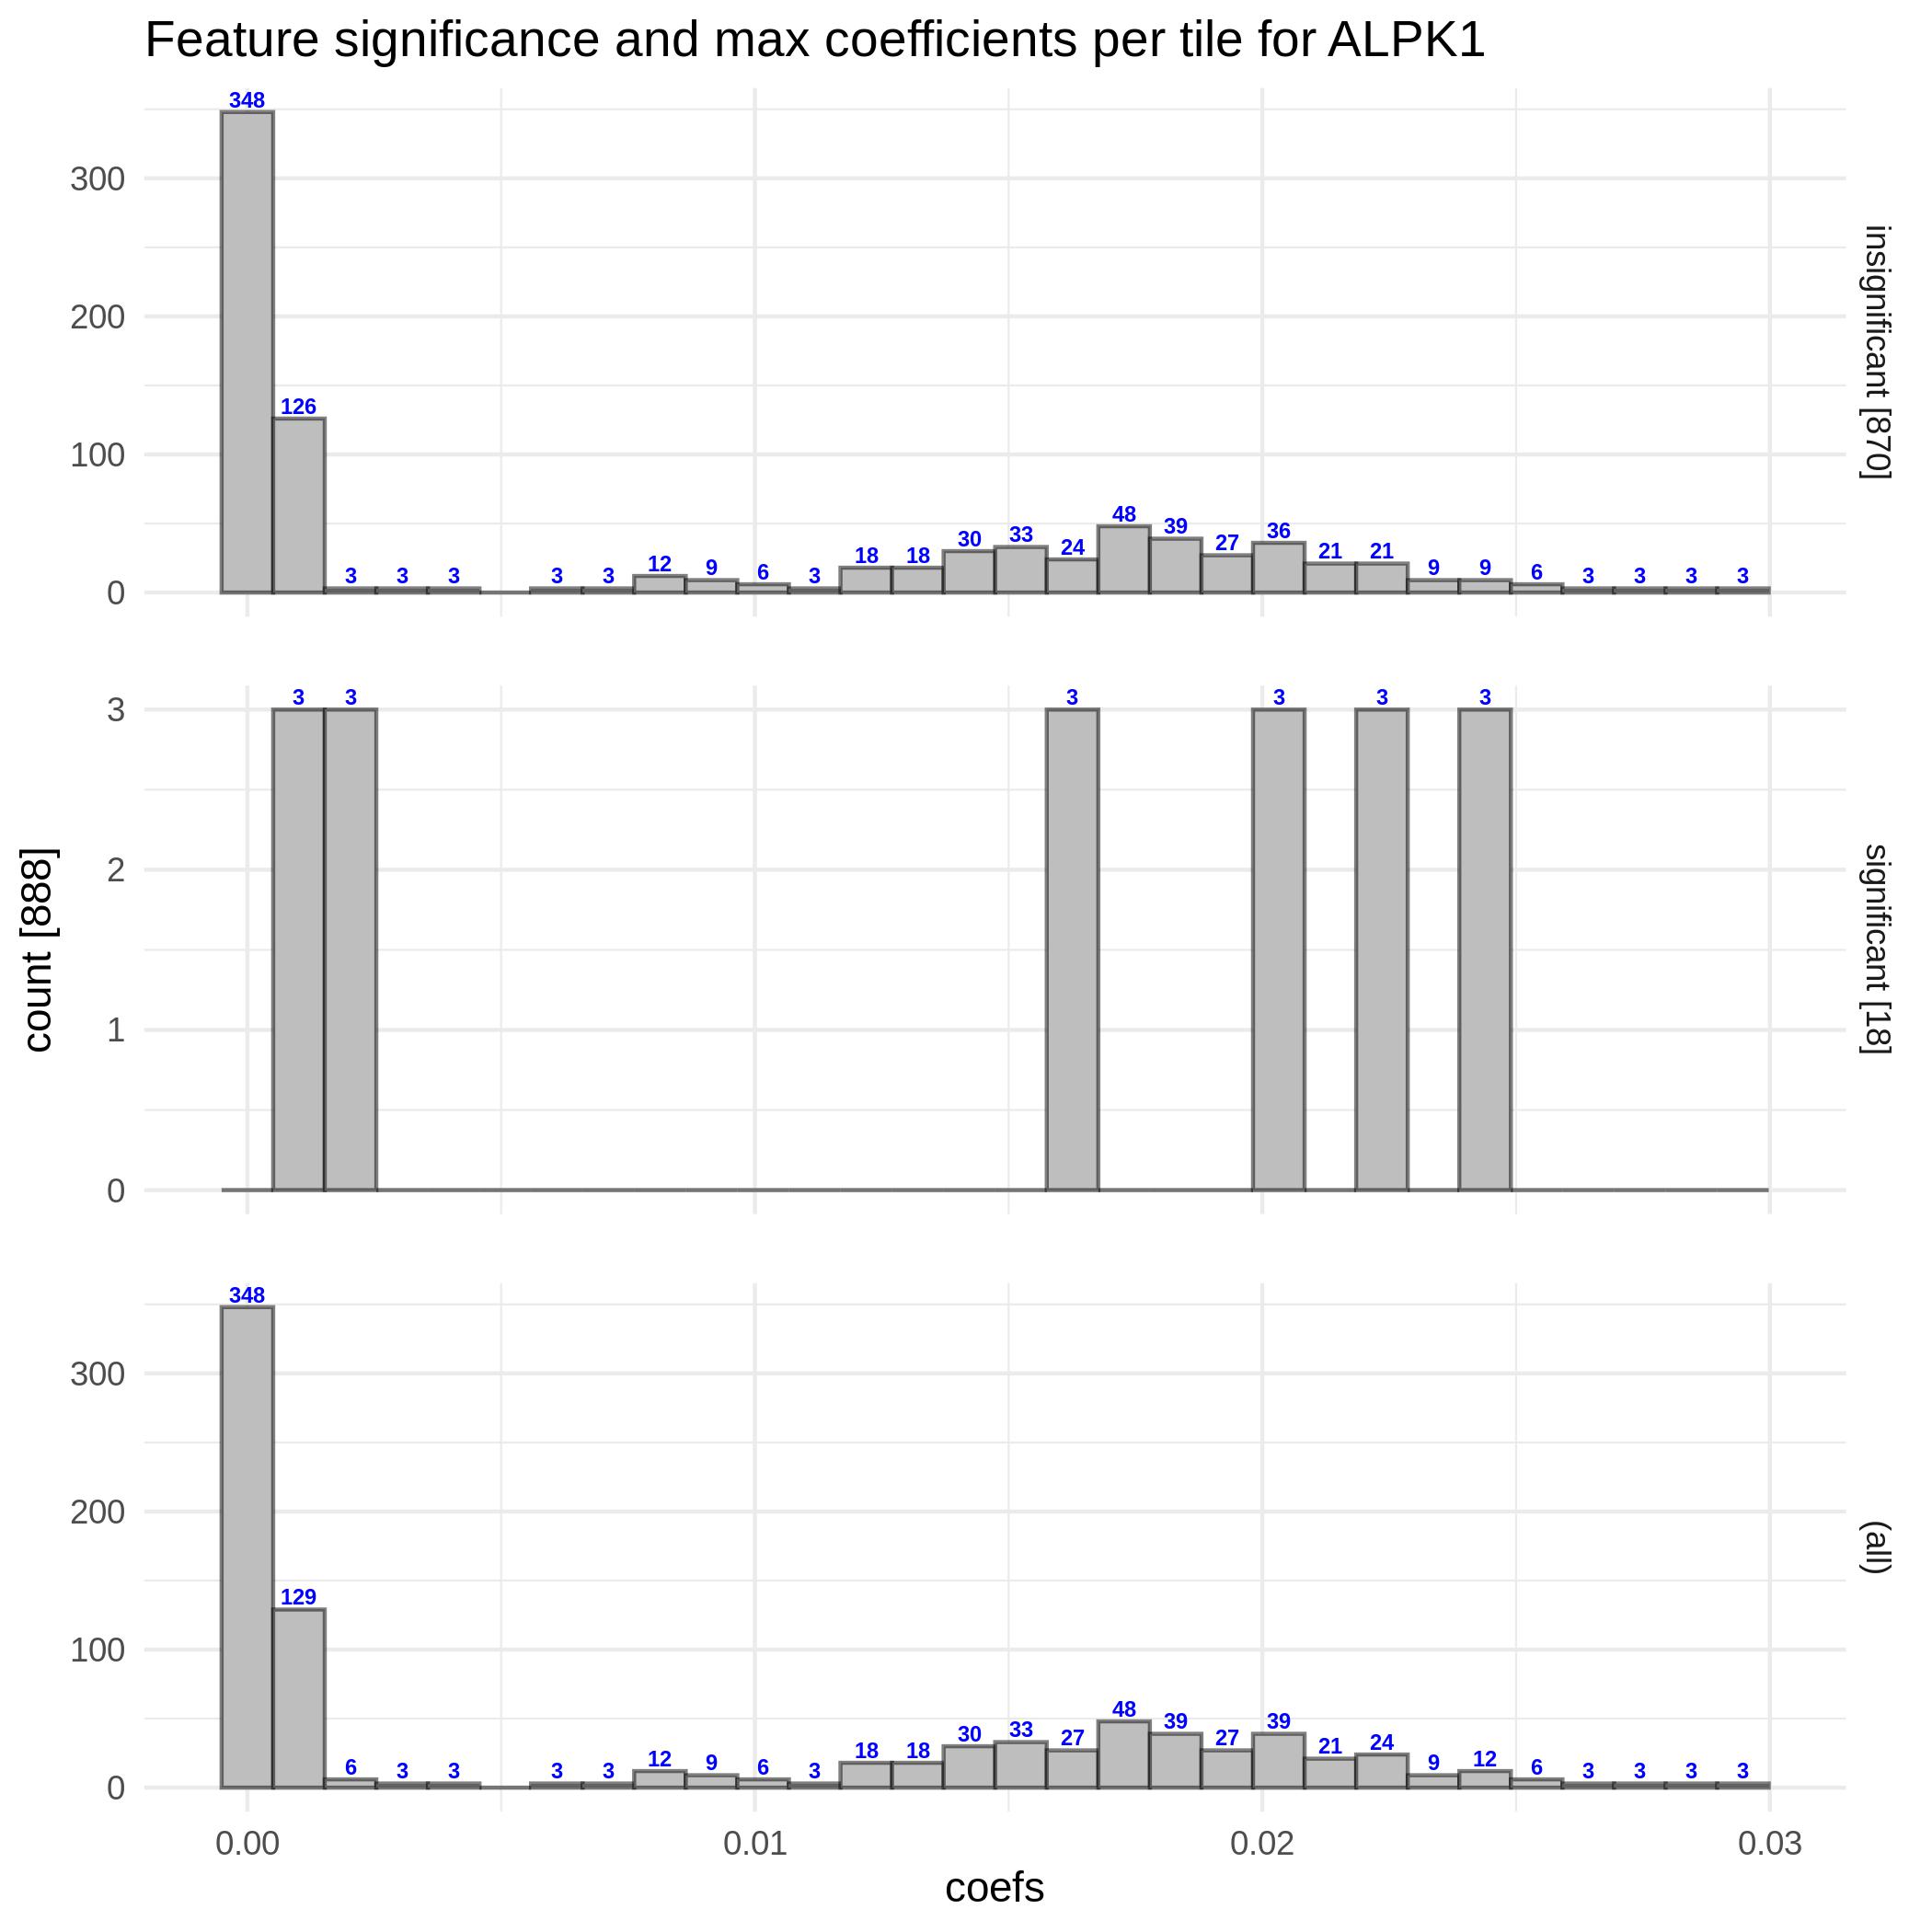 Feature significance and max coefficients per tile for ALPK1
348
300
200
126
100
3 3 3 3 3 12 9 6 3 18 18 30 33 24 48 39 27 36 21 21 9 9 6 3 3 3 3
0
insignificant [870]
3 3 3 3 3 3
3
2
1
0
significant [18]
count [888]
348
300
200
129
100
6 3 3 3 3 12 9 6 3 18 18 30 33 27 48 39 27 39 21 24 9 12 6 3 3 3 3
0
(all)
0.00 0.01 0.02 0.03
coefs